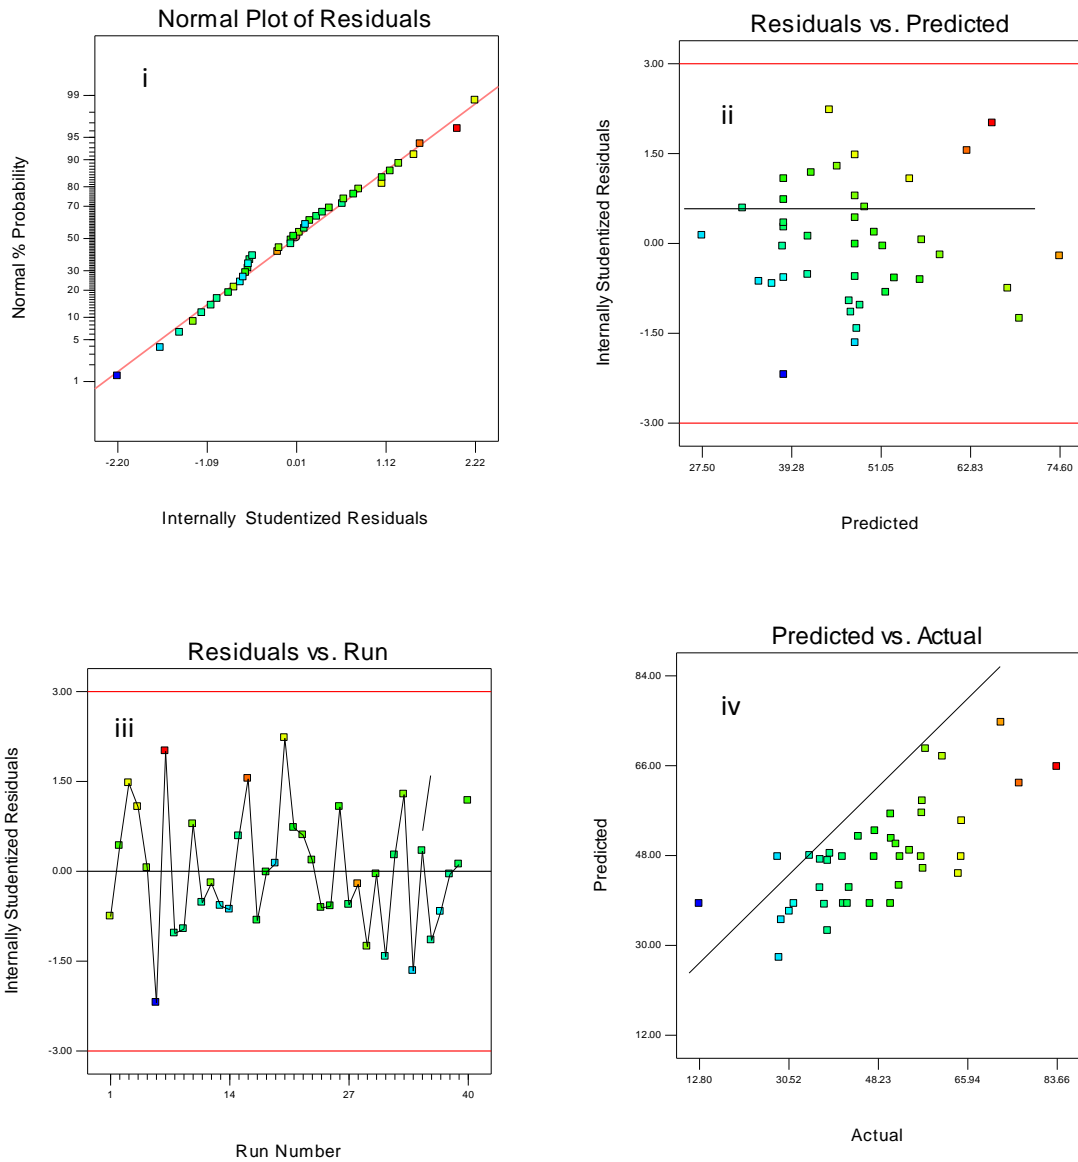 Normal Plot of Residuals
i
99
95
90
80
70
50
30
20
10
5
1
Normal % Probability
-2.20
-1.09
0.01
1.12
2.22
Internally Studentized Residuals
Residuals vs. Predicted
ii
3.00
1.50
0.00
-1.50
-3.00
Internally Studentized Residuals
27.50
39.28
51.05
62.83
74.60
Predicted
Residuals vs. Run
iii
3.00
1.50
0.00
-1.50
-3.00
Internally Studentized Residuals
1
14
27
40
Run Number
Predicted vs. Actual
iv
84.00
66.00
48.00
30.00
12.00
Predicted
12.80
30.52
48.23
65.94
83.66
Actual